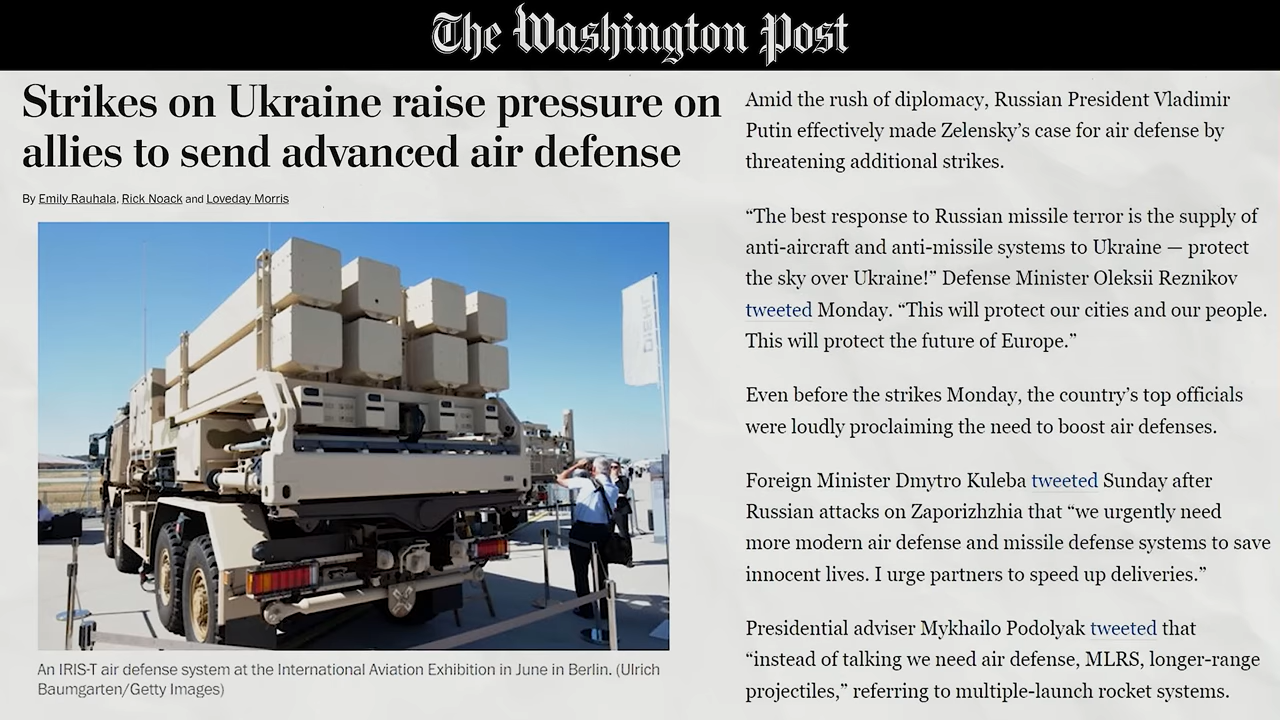 The Washington Post
Strikes on Ukraine raise pressure on
allies to send advanced air defense
By Emily Rauhala, Rick Noack and Loveday Morris
DIEHL
An IRIS-T air defense system at the International Aviation Exhibition in June in Berlin. (Ulrich
Baumgarten/Getty Images)
Amid the rush of diplomacy, Russian President Vladimir
Putin effectively made Zelensky’s case for air defense by
threatening additional strikes.
“The best response to Russian missile terror is the supply of
anti-aircraft and anti-missile systems to Ukraine — protect
the sky over Ukraine!” Defense Minister Oleksii Reznikov
tweeted Monday. “This will protect our cities and our people.
This will protect the future of Europe.”
Even before the strikes Monday, the country’s top officials
were loudly proclaiming the need to boost air defenses.
Foreign Minister Dmytro Kuleba tweeted Sunday after
Russian attacks on Zaporizhzhia that “we urgently need
more modern air defense and missile defense systems to save
innocent lives. I urge partners to speed up deliveries.”
Presidential adviser Mykhailo Podolyak tweeted that
“instead of talking we need air defense, MLRS, longer-range
projectiles,” referring to multiple-launch rocket systems.